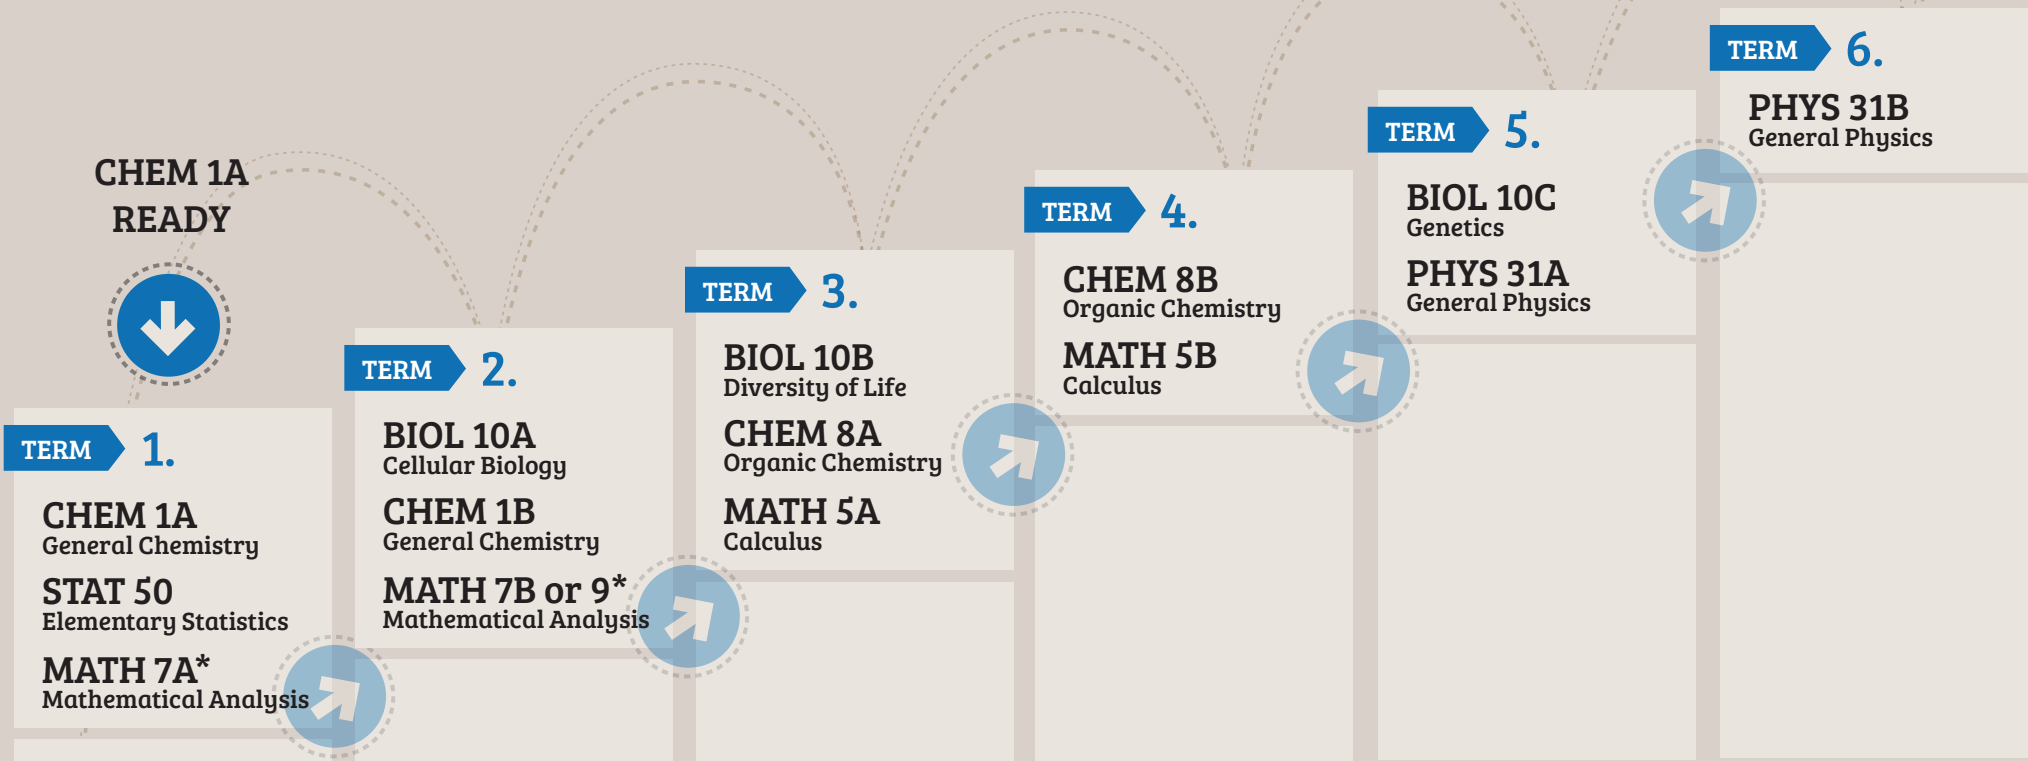 CHEM 1A
READY
TERM 1.
CHEM 1A
General Chemistry
STAT 50
Elementary Statistics
MATH 7A*
Mathematical Analysis
TERM 2.
BIOL 10A
Cellular Biology
CHEM 1B
General Chemistry
MATH 7B or 9*
Mathematical Analysis
TERM 3.
BIOL 10B
Diversity of Life
CHEM 8A
Organic Chemistry
MATH 5A
Calculus
TERM 4.
CHEM 8B
Organic Chemistry
MATH 5B
Calculus
TERM 5.
BIOL 10C
Genetics
PHYS 31A
General Physics
TERM 6.
PHYS 31B
General Physics